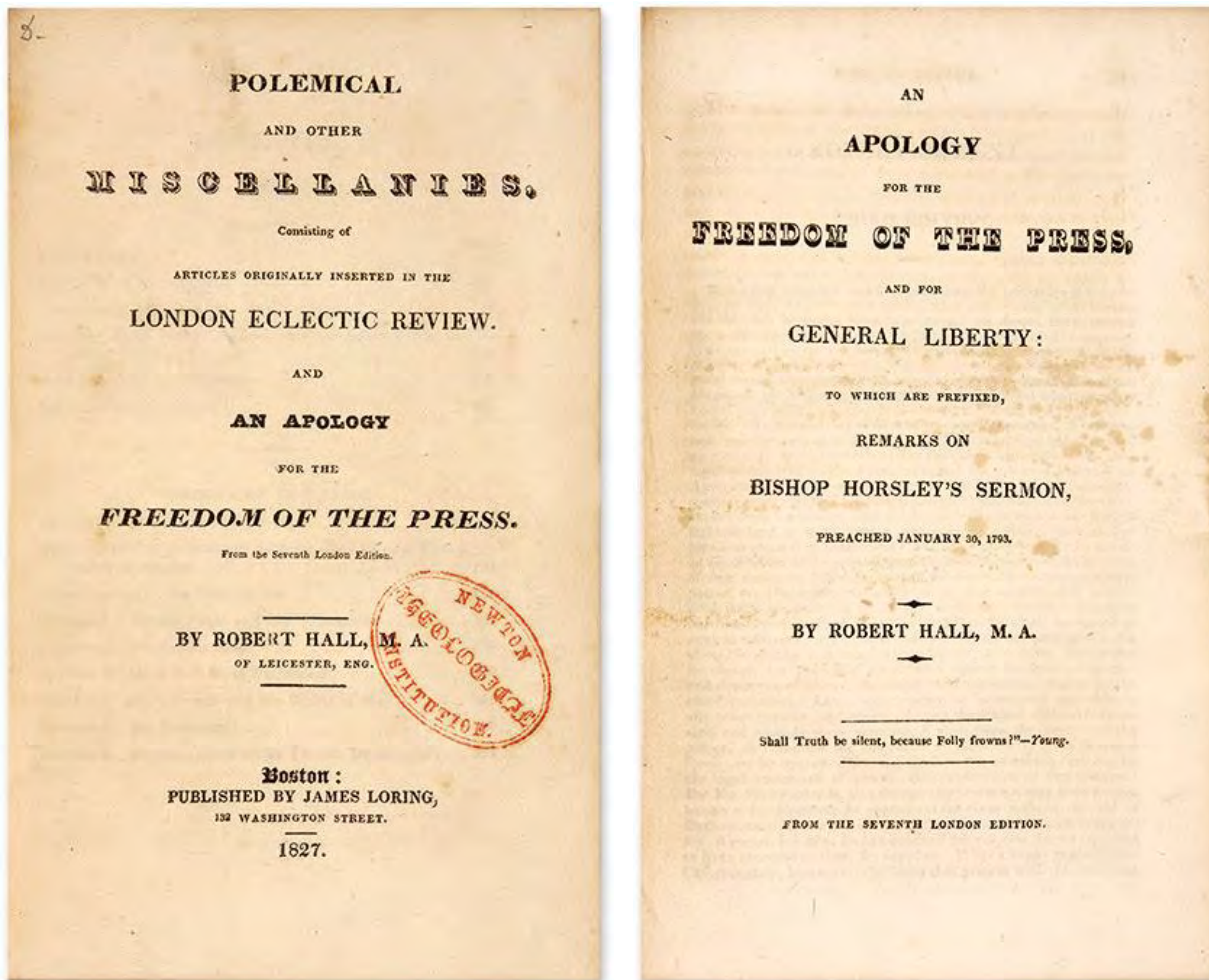 POLEMICAL
AND OTHER
MISCELLANIES,
Consisting of
ARTICLES ORIGINALLY INSERTED IN THE
LONDON ECLECTIC REVIEW.
AND
AN APOLOGY
FOR THE
FREEDOM OF THE PRESS.
From the Seventh London Edition.
BY ROBERT HALL, M. A.
OF LEICESTER, ENG.
NEWTON
THEOLOGICAL
INSTITUTION.
Boston:
PUBLISHED BY JAMES LORING,
132 WASHINGTON STREET.
1827.
AN
APOLOGY
FOR THE
FREEDOM OF THE PRESS,
AND FOR
GENERAL LIBERTY:
TO WHICH ARE PREFIXED,
REMARKS ON
BISHOP HORSLEY'S SERMON,
PREACHED JANUARY 30, 1793.
BY ROBERT HALL, M. A.
Shall Truth be silent, because Folly frowns?"—Young.
FROM THE SEVENTH LONDON EDITION.